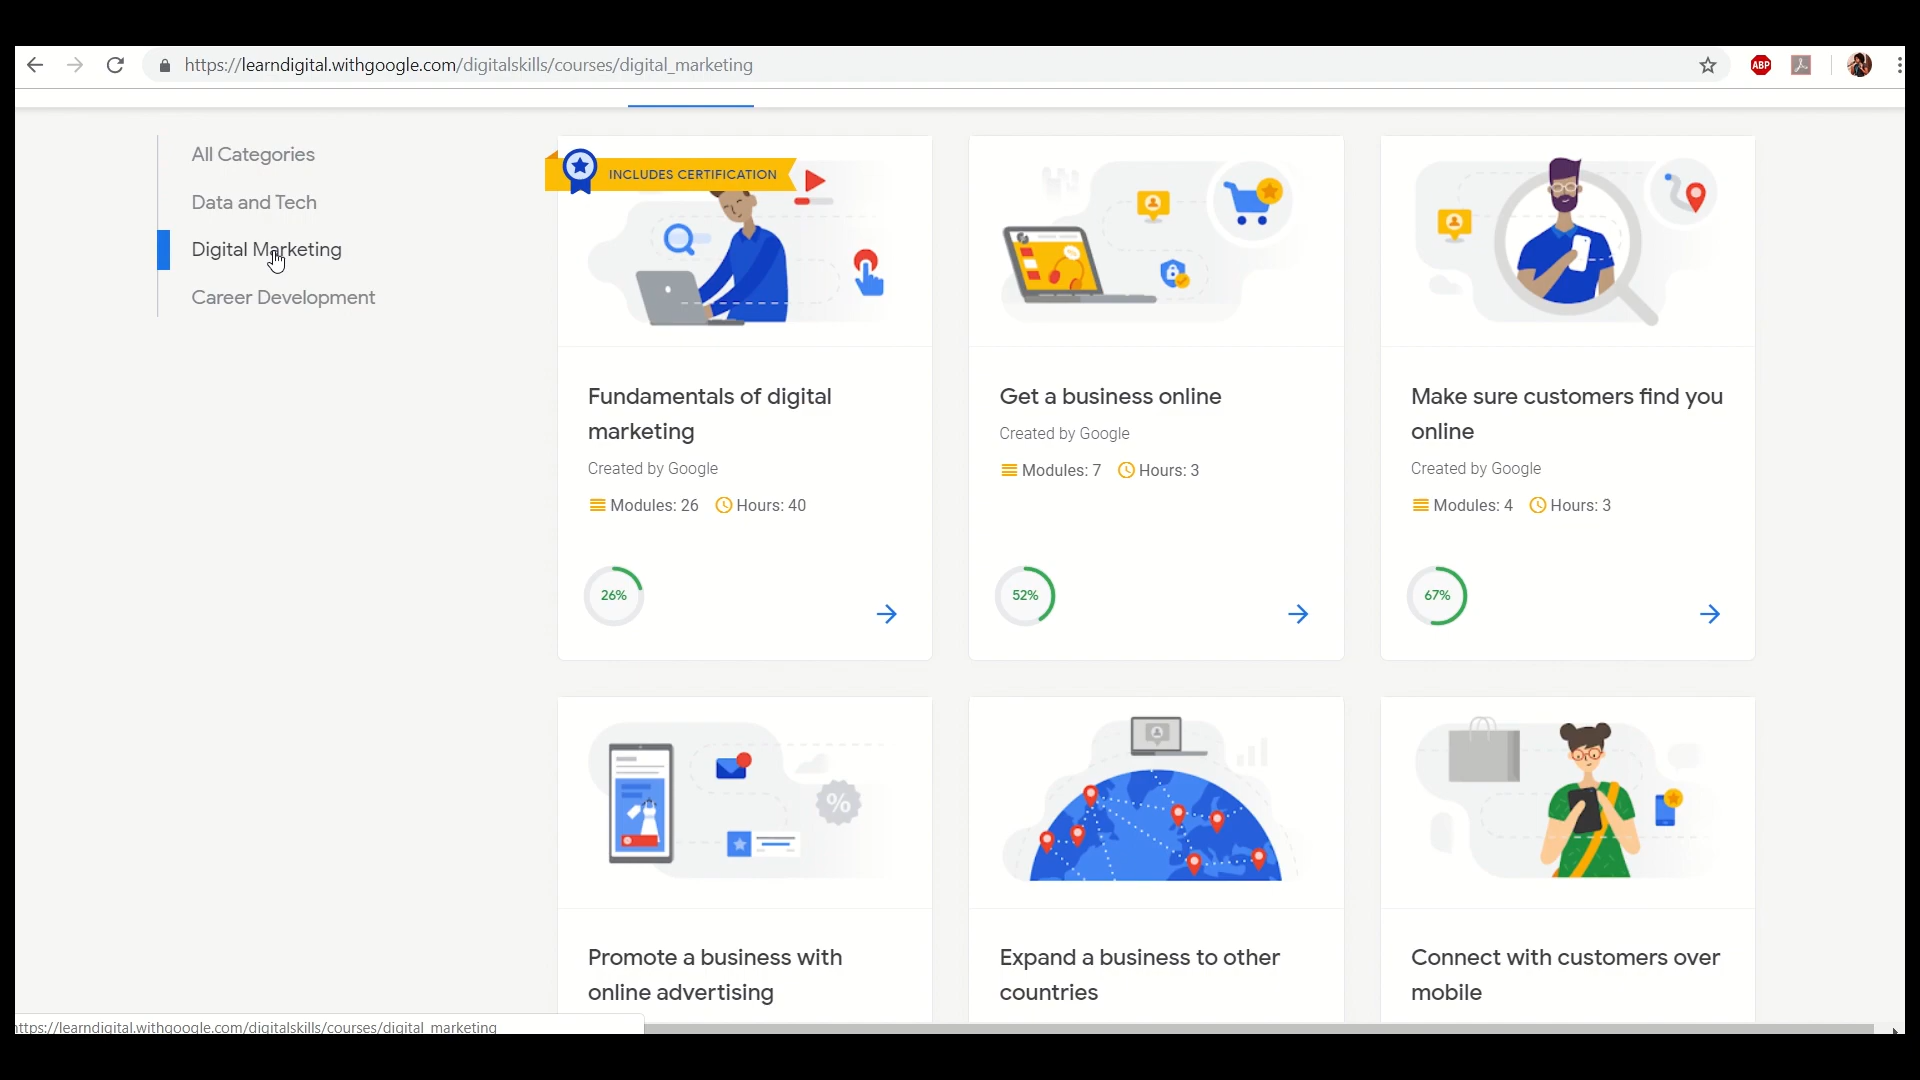 https://learndigital.withgoogle.com/digitalskills/courses/digital_marketing
ABP
All Categories
Data and Tech
Digital Marketing
Career Development
INCLUDES CERTIFICATION
Fundamentals of digital
marketing
Created by Google
Modules: 26 Hours: 40
26%
Get a business online
Created by Google
Modules: 7 Hours: 3
52%
Make sure customers find you
online
Created by Google
Modules: 4 Hours: 3
67%
%
Promote a business with
online advertising
Expand a business to other
countries
Connect with customers over
mobile
ttps://learndigital.withgoogle.com/digitalskills/courses/digital_marketing